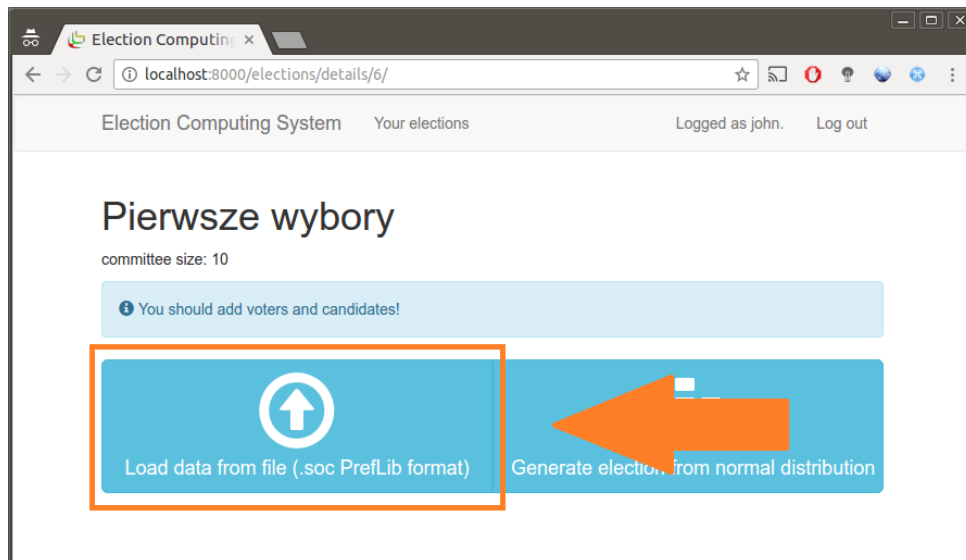 Election Computin
localhost:8000/elections/details/6/
Election Computing System Your elections Logged as john. Log out
Pierwsze wybory
committee size: 10
You should add voters and candidates!
Load data from file (.soc PrefLib format) Generate election from normal distribution